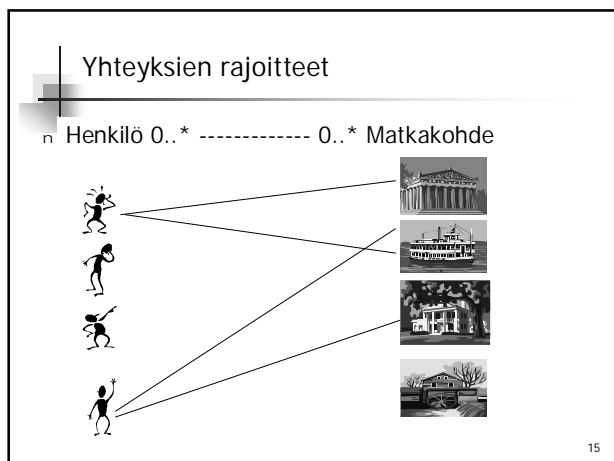 Yhteyksien rajoitteet
n Henkilö 0..* ------------- 0..* Matkakohde
15